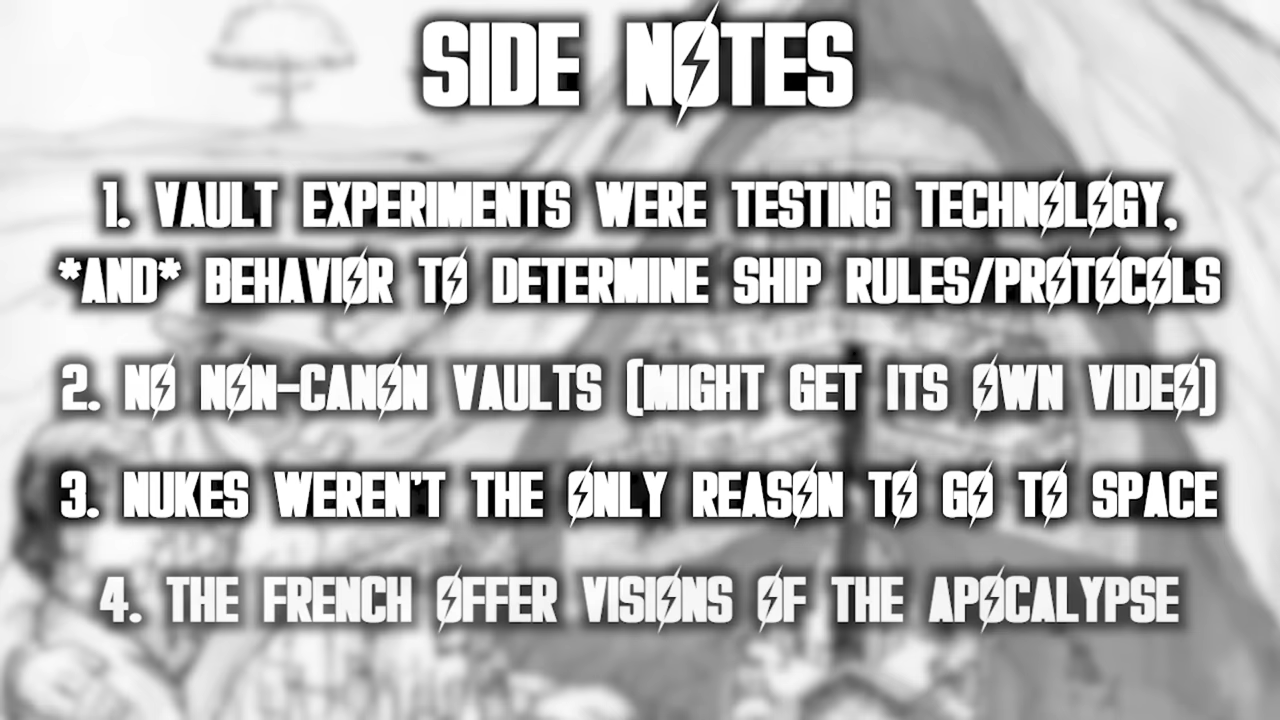 SIDE NOTES
1. VAULT EXPERIMENTS WERE TESTING TECHNOLOGY,
*AND* BEHAVIOR TO DETERMINE SHIP RULES/PROTOCOLS
2. NO NON-CANON VAULTS (MIGHT GET ITS OWN VIDEO)
3. NUKES WEREN'T THE ONLY REASON TO GO TO SPACE
4. THE FRENCH OFFER VISIONS OF THE APOCALYPSE